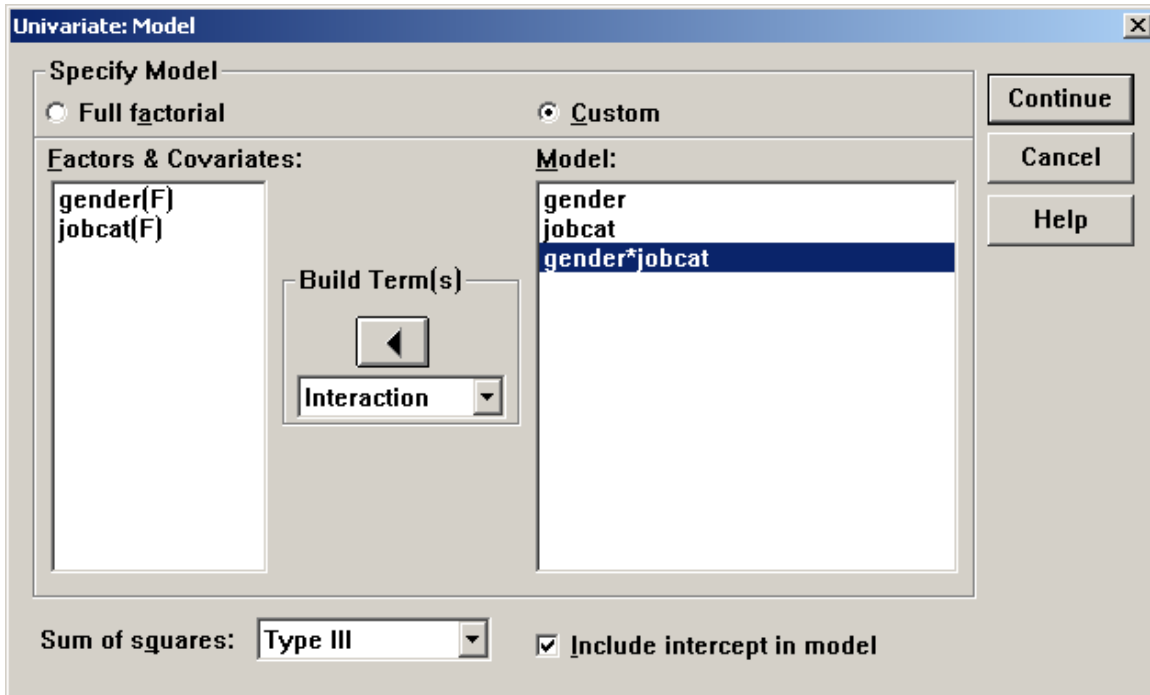 Univariate: Model
Specify Model
Full factorial
Custom
Factors & Covariates:
gender(F)
jobcat(F)
Build Term(s)
Interaction
Model:
gender
jobcat
gender*jobcat
Continue
Cancel
Help
Sum of squares:
Type III
Include intercept in model